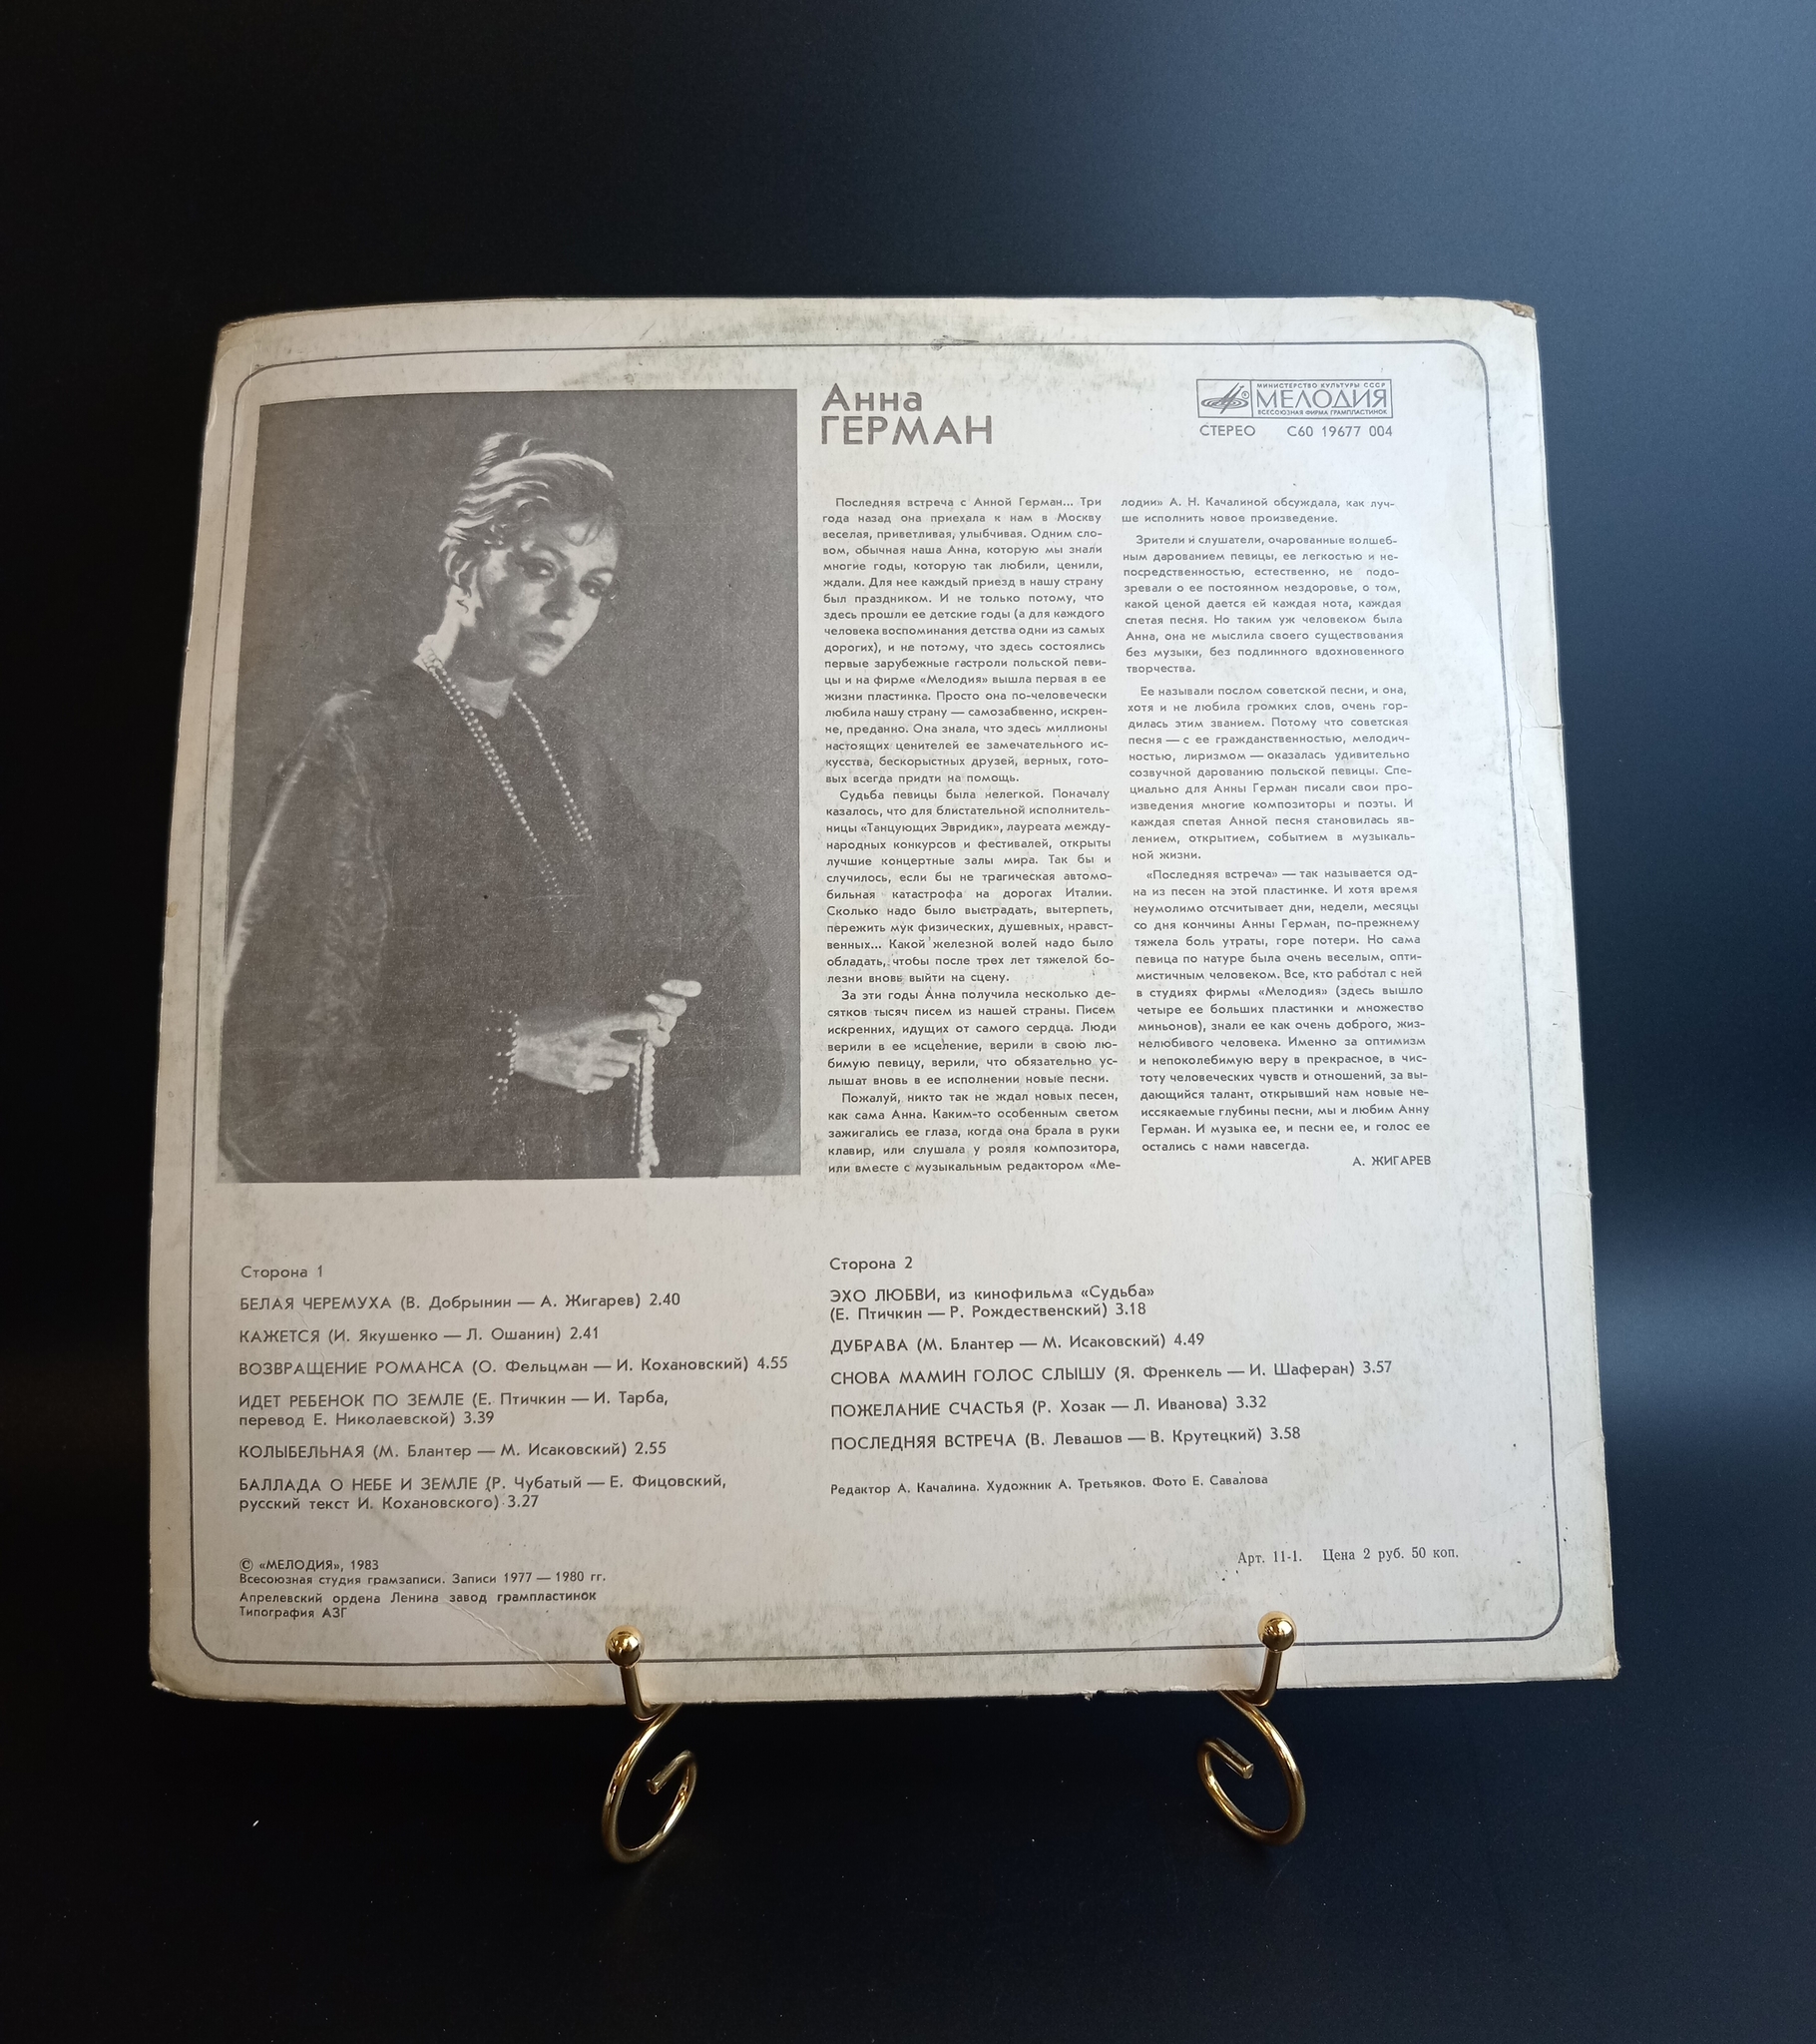 Анна
ГЕРМАН
МИНИСТЕРСТВО КУЛЬТУРЫ СССР
МЕЛОДИЯ
ВСЕСОЮЗНАЯ ФИРМА ГРАМПЛАСТИНОК
СТЕРЕО С60 19677 004
Последняя встреча с Анной Герман... Три
года назад она приехала к нам в Москву
веселая, приветливая, улыбчивая. Одним сло-
вом, обычная наша Анна, которую мы знали
многие годы, которую так любили, ценили,
ждали. Для нее каждый приезд в нашу страну
был праздником. И не только потому, что
здесь прошли ее детские годы (а для каждого
человека воспоминания детства одни из самых
дорогих), и не потому, что здесь состоялись
первые зарубежные гастроли польской певи-
цы и на фирме «Мелодия» вышла первая в ее
жизни пластинка. Просто она по-человечески
любила нашу страну — самозабвенно, искрен-
не, преданно. Она знала, что здесь миллионы
настоящих ценителей ее замечательного ис-
кусства, бескорыстных друзей, верных, гото-
вых всегда придти на помощь.
Судьба певицы была нелегкой. Поначалу
казалось, что для блистательной исполнитель-
ницы «Танцующих Эвридик», лауреата между-
народных конкурсов и фестивалей, открыты
лучшие концертные залы мира. Так бы и
случилось, если бы не трагическая автомо-
бильная катастрофа на дорогах Италии.
Сколько надо было выстрадать, вытерпеть,
пережить мук физических, душевных, нравст-
венных... Какой железной волей надо было
обладать, чтобы после трех лет тяжелой бо-
лезни вновь выйти на сцену.
За эти годы Анна получила несколько де-
сятков тысяч писем из нашей страны. Писем
искренних, идущих от самого сердца. Люди
верили в ее исцеление, верили в свою лю-
бимую певицу, верили, что обязательно ус-
лышат вновь в ее исполнении новые песни.
Пожалуй, никто так не ждал новых песен,
как сама Анна. Каким-то особенным светом
зажигались ее глаза, когда она брала в руки
клавир, или слушала у рояля композитора,
или вместе с музыкальным редактором «Ме-
лодии» А. Н. Качалиной обсуждала, как луч-
ше исполнить новое произведение.
Зрители и слушатели, очарованные волшеб-
ным дарованием певицы, ее легкостью и не-
посредственностью, естественно, не подо-
зревали о ее постоянном нездоровье, о том,
какой ценой дается ей каждая нота, каждая
спетая песня. Но таким уж человеком была
Анна, она не мыслила своего существования
без музыки, без подлинного вдохновенного
творчества.
Ее называли послом советской песни, и она,
хотя и не любила громких слов, очень гор-
дилась этим званием. Потому что советская
песня — с ее гражданственностью, мелодич-
ностью, лиризмом — оказалась удивительно
созвучной дарованию польской певицы. Спе-
циально для Анны Герман писали свои про-
изведения многие композиторы и поэты. И
каждая спетая Анной песня становилась яв-
лением, открытием, событием в музыкаль-
ной жизни.
«Последняя встреча» — так называется од-
на из песен на этой пластинке. И хотя время
неумолимо отсчитывает дни, недели, месяцы
со дня кончины Анны Герман, по-прежнему
тяжела боль утраты, горе потери. Но сама
певица по натуре была очень веселым, опти-
мистичным человеком. Все, кто работал с ней
в студиях фирмы «Мелодия» (здесь вышло
четыре ее больших пластинки и множество
миньонов), знали ее как очень доброго, жиз-
нелюбивого человека. Именно за оптимизм
и непоколебимую веру в прекрасное, в чис-
тоту человеческих чувств и отношений, за вы-
дающийся талант, открывший нам новые не-
иссякаемые глубины песни, мы и любим Анну
Герман. И музыка ее, и песни ее, и голос ее
остались с нами навсегда.
А. ЖИГАРЕВ
Сторона 1
БЕЛАЯ ЧЕРЕМУХА (В. Добрынин — А. Жигарев) 2.40
КАЖЕТСЯ (И. Якушенко — Л. Ошанин) 2.41
ВОЗВРАЩЕНИЕ РОМАНСА (О. Фельцман — И. Кохановский) 4.55
ИДЕТ РЕБЕНОК ПО ЗЕМЛЕ (Е. Птичкин — И. Тарба,
перевод Е. Николаевской) 3.39
КОЛЫБЕЛЬНАЯ (М. Блантер — М. Исаковский) 2.55
БАЛЛАДА О НЕБЕ И ЗЕМЛЕ (Р. Чубатый — Е. Фицовский,
русский текст И. Кохановского) 3.27
Сторона 2
ЭХО ЛЮБВИ, из кинофильма «Судьба»
(Е. Птичкин — Р. Рождественский) 3.18
ДУБРАВА (М. Блантер — М. Исаковский) 4.49
СНОВА МАМИН ГОЛОС СЛЫШУ (Я. Френкель — И. Шаферан) 3.57
ПОЖЕЛАНИЕ СЧАСТЬЯ (Р. Хозак — Л. Иванова) 3.32
ПОСЛЕДНЯЯ ВСТРЕЧА (В. Левашов — В. Крутецкий) 3.58
Редактор А. Качалина. Художник А. Третьяков. Фото Е. Савалова
© «МЕЛОДИЯ», 1983
Всесоюзная студия грамзаписи. Записи 1977 — 1980 гг.
Апрелевский ордена Ленина завод грампластинок
Типография АЗГ
Арт. 11-1. Цена 2 руб. 50 коп.